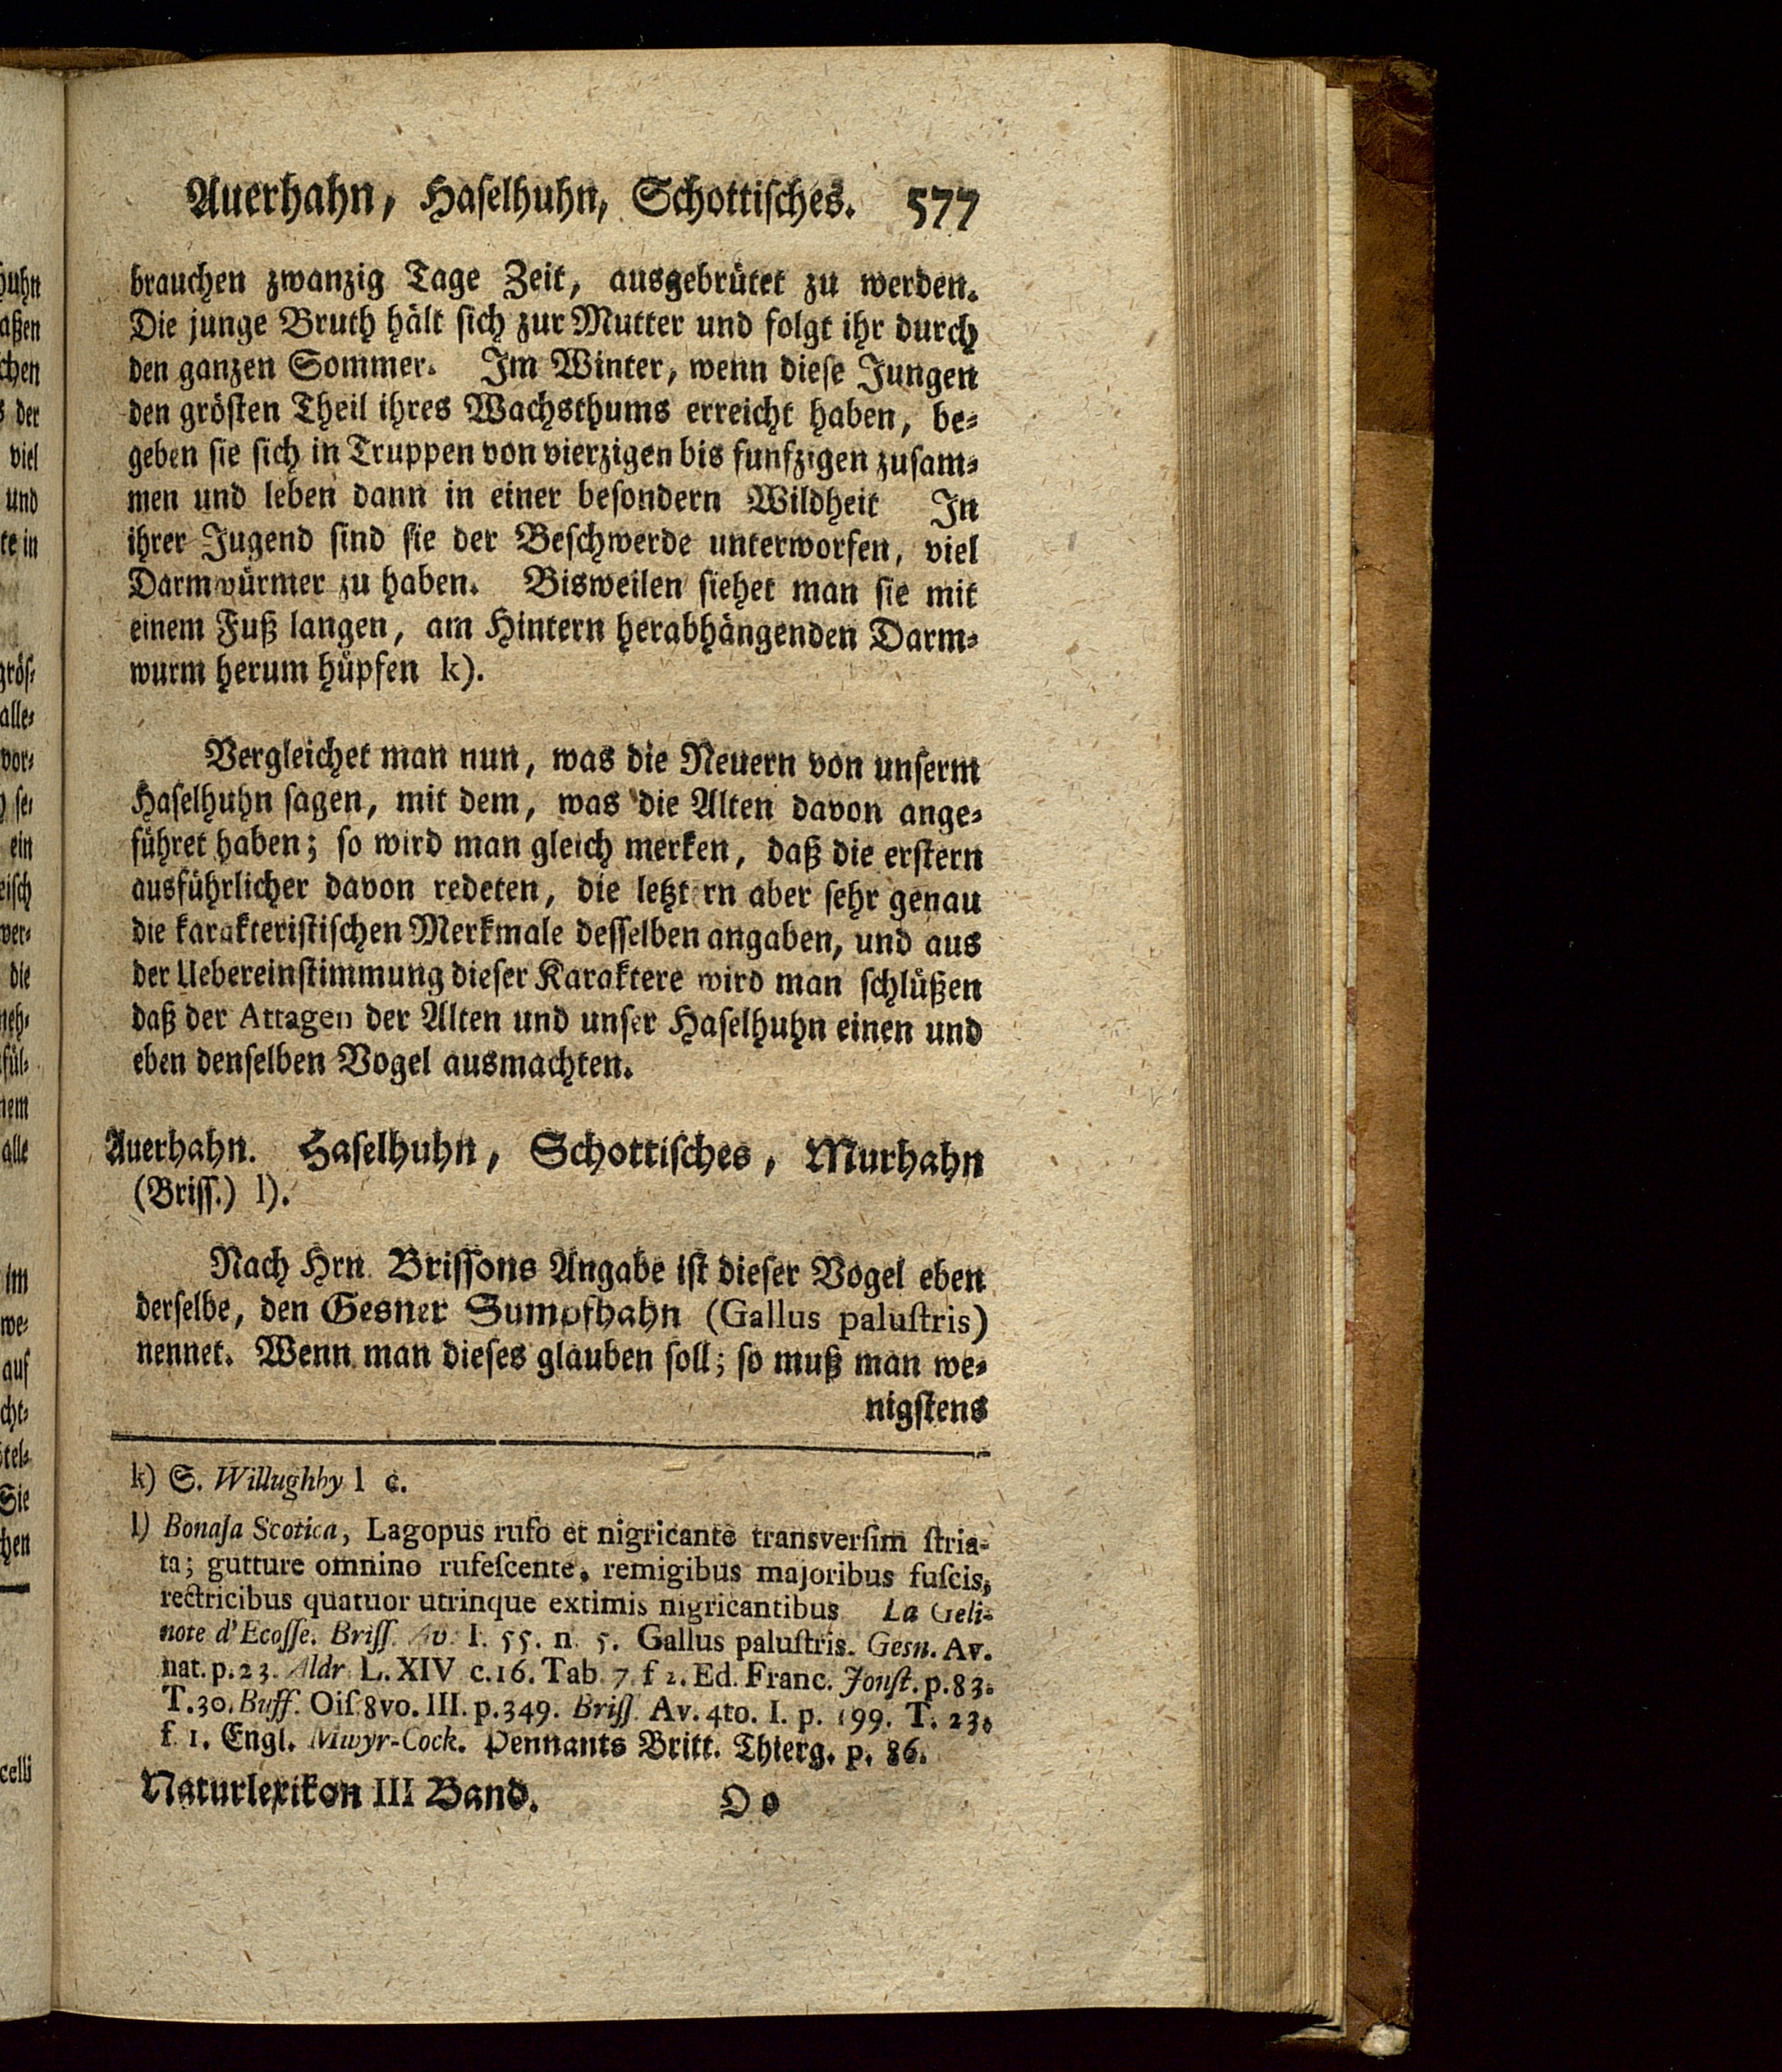 Auerhahn, Haselhuhn, Schottisches. 577
brauchen zwanzig Tage Zeit, ausgebrütet zu werden.
Die junge Bruth hält sich zur Mutter und folgt ihr durch
den ganzen Sommer. Im Winter, wenn diese Jungen
den grösten Theil ihres Wachsthums erreicht haben, be-
geben sie sich in Truppen von vierzigen bis funfzigen zusam-
men und leben dann in einer besondern Wildheit In
ihrer Jugend sind sie der Beschwerde unterworfen, viel
Darmwürmer zu haben. Bisweilen siehet man sie mit
einem Fuß langen, am Hintern herabhängenden Darm-
wurm herum hüpfen k).
Vergleichet man nun, was die Neuern von unserm
Haselhuhn sagen, mit dem, was die Alten davon ange-
führet haben; so wird man gleich merken, daß die erstern
ausführlicher davon redeten, die letztern aber sehr genau
die karakteristischen Merkmale desselben angaben, und aus
der Uebereinstimmung dieser Karaktere wird man schlüßen
daß der Attagen der Alten und unser Haselhuhn einen und
eben denselben Vogel ausmachten.
Auerhahn. Haselhuhn, Schottisches, Murhahn
(Briss.) l).
Nach Hrn. Brissons Angabe ist dieser Vogel eben
derselbe, den Gesner Sumpfhahn (Gallus palustris)
nennet. Wenn man dieses glauben soll; so muß man we-
nigstens
k) S. Willughby l c.
l) Bonasa Scotica, Lagopus rufo et nigricante transversim stria-
ta; gutture omnino rufescente, remigibus majoribus fuscis,
rectricibus quatuor utrinque extimis nigricantibus La Geli-
note d'Ecosse. Briss. Av. I. 55. n. 5. Gallus palustris. Gesn. Av.
nat. p. 23. Aldr. L. XIV c. 16. Tab. 7. f 2. Ed. Franc. Jonst. p. 83.
T. 30. Buff. Ois. 8vo. III. p. 349. Briss. Av. 4to. I. p. 199. T. 23.
f. 1. Engl. Mwyr-Cock. Pennants Britt. Thierg. p. 86.
Naturlexikon III Band. O o